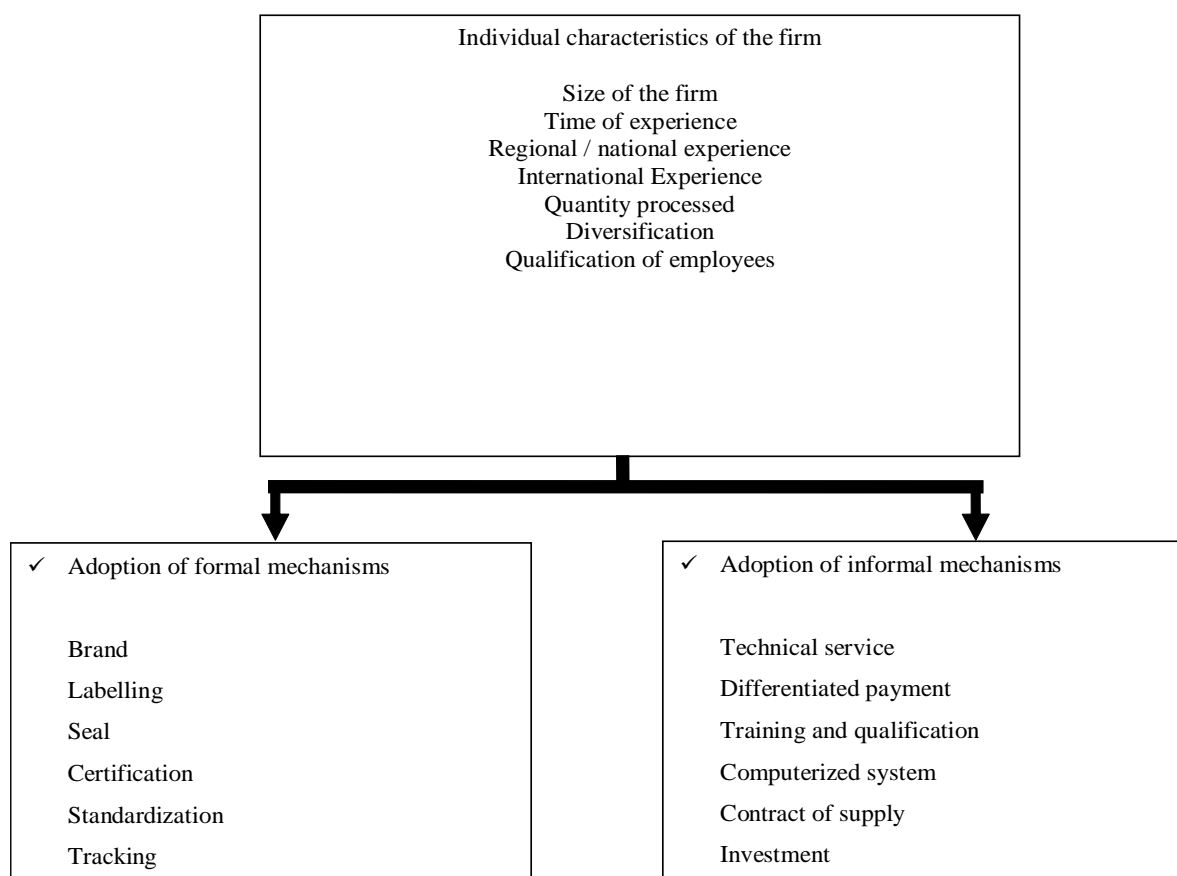 Individual characteristics of the firm
Size of the firm
Time of experience
Regional / national experience
International Experience
Quantity processed
Diversification
Qualification of employees
✓ Adoption of formal mechanisms
Brand
Labelling
Seal
Certification
Standardization
Tracking
✓ Adoption of informal mechanisms
Technical service
Differentiated payment
Training and qualification
Computerized system
Contract of supply
Investment